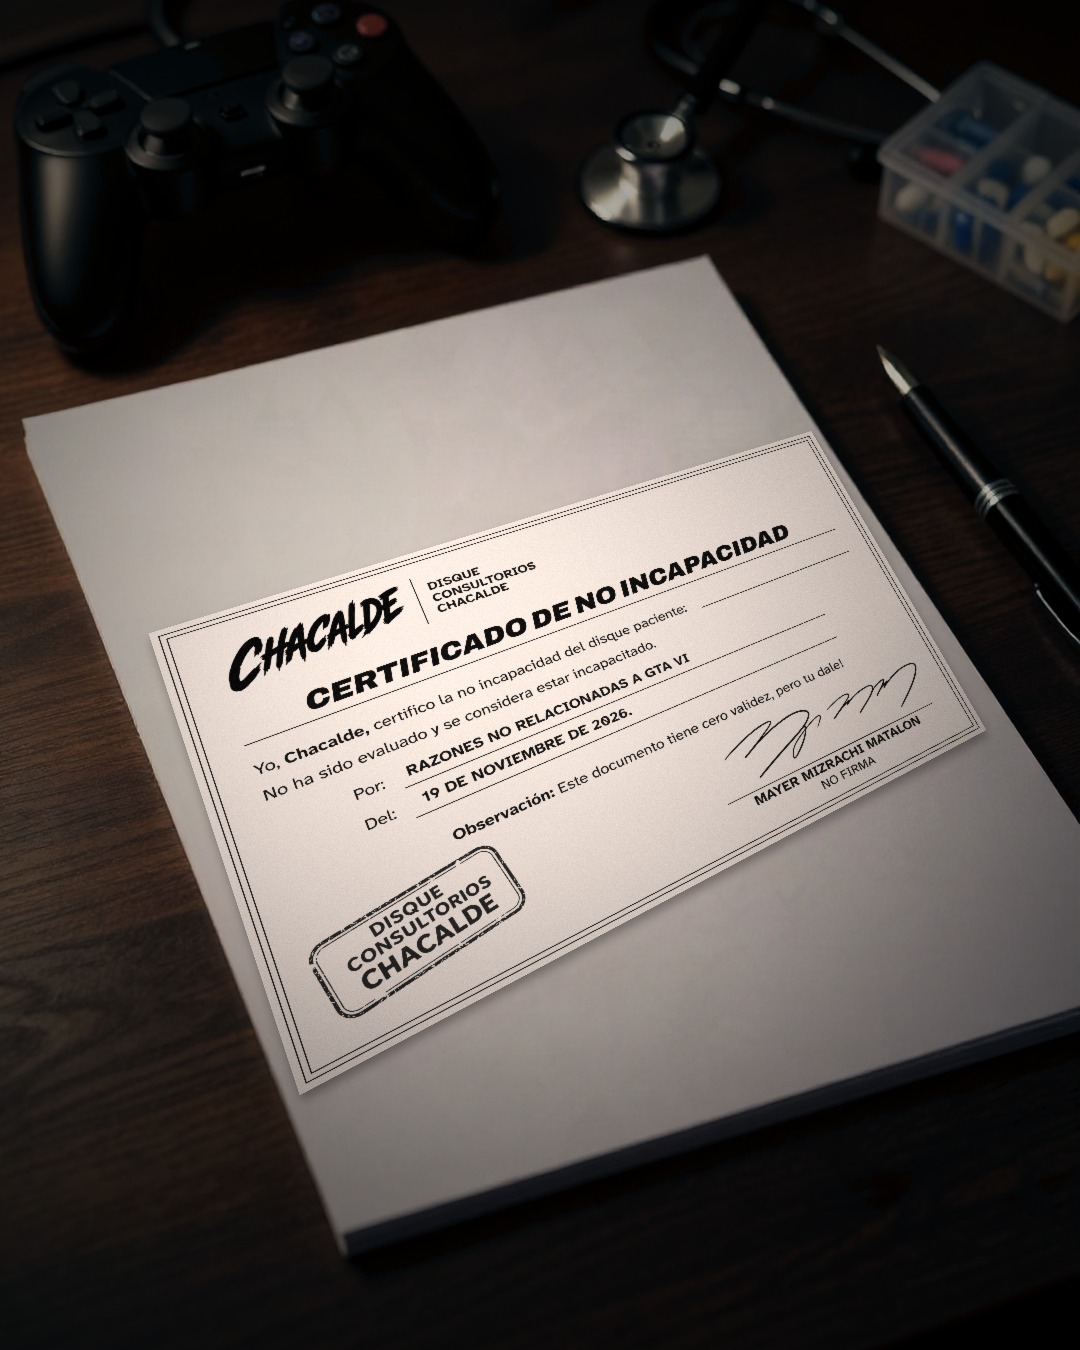 CHACALDE
DISQUE
CONSULTORIOS
CHACALDE
CERTIFICADO DE NO INCAPACIDAD
Yo, Chacalde, certifico la no incapacidad del disque paciente:
No ha sido evaluado y se considera estar incapacitado.
Por: RAZONES NO RELACIONADAS A GTA VI
Del: 19 DE NOVIEMBRE DE 2026.
Observación: Este documento tiene cero validez, pero tu dale!
MAYER MIZRACHI MATALON
NO FIRMA
DISQUE
CONSULTORIOS
CHACALDE